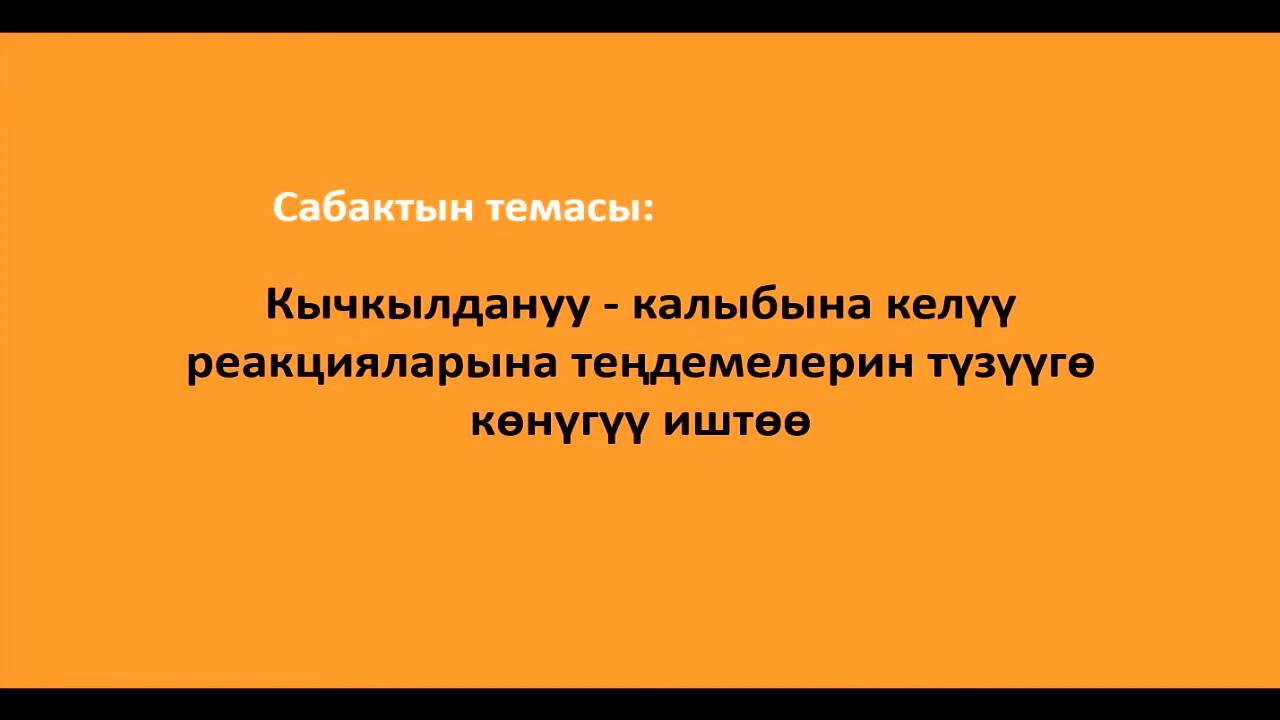 Сабактын темасы:
Кычкылдануу - калыбына келүү
реакцияларына теңдемелерин түзүүгө
көнүгүү иштөө